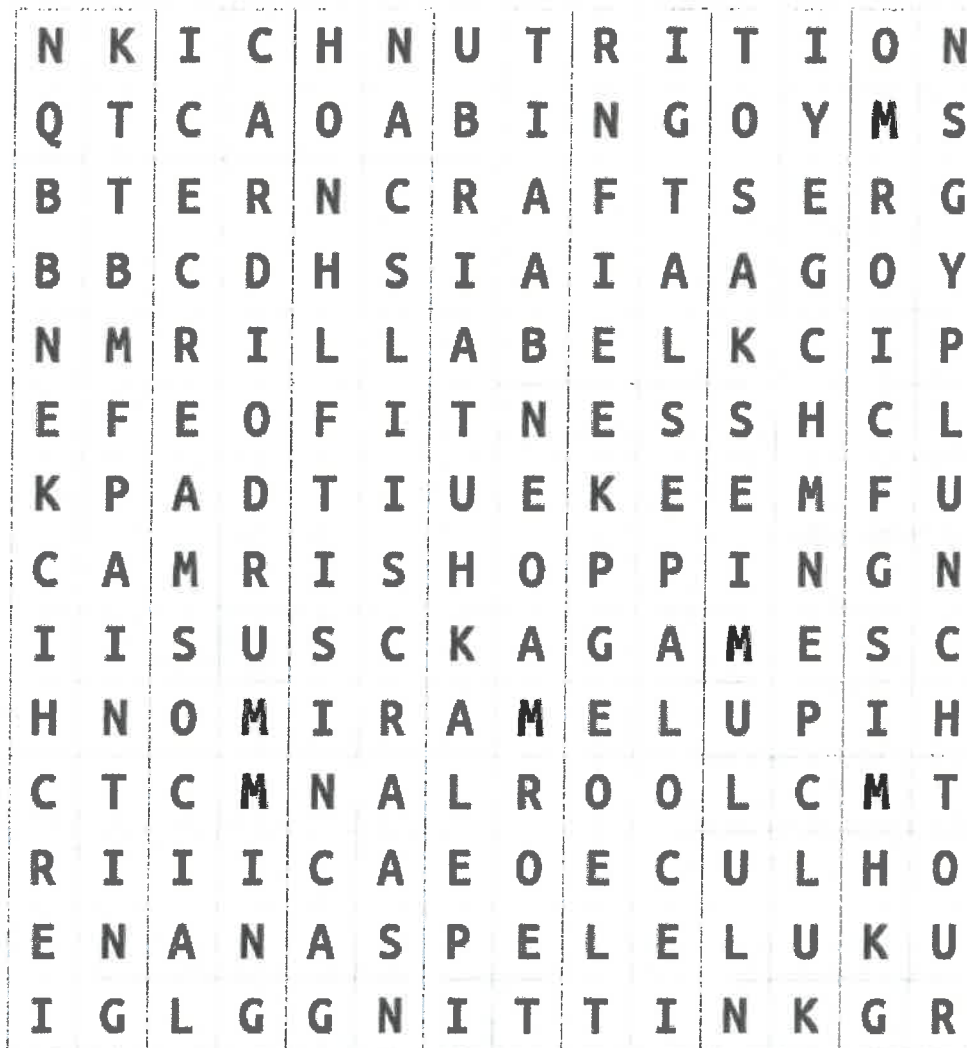 N K I C H N U T R I T I O N
Q T C A O A B I N G O Y M S
B T E R N C R A F T S E R G
B B C D H S I A I A A G O Y
N M R I L L A B E L K C I P
E F E O F I T N E S S H C L
K P A D T I U E K E E M F U
C A M R I S H O P P I N G N
I I S U S C K A G A M E S C
H N O M I R A M E L U P I H
C T C M N A L R O O L C M T
R I I I C A E O E C U L H O
E N A N A S P E L E L U K U
I G L G G N I T T I N K G R